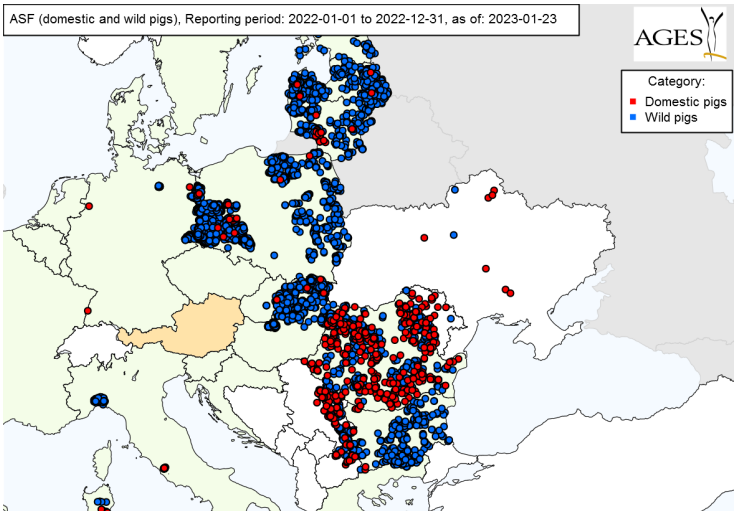 ASF (domestic and wild pigs), Reporting period: 2022-01-01 to 2022-12-31, as of: 2023-01-23
AGES
Category:
Domestic pigs
Wild pigs